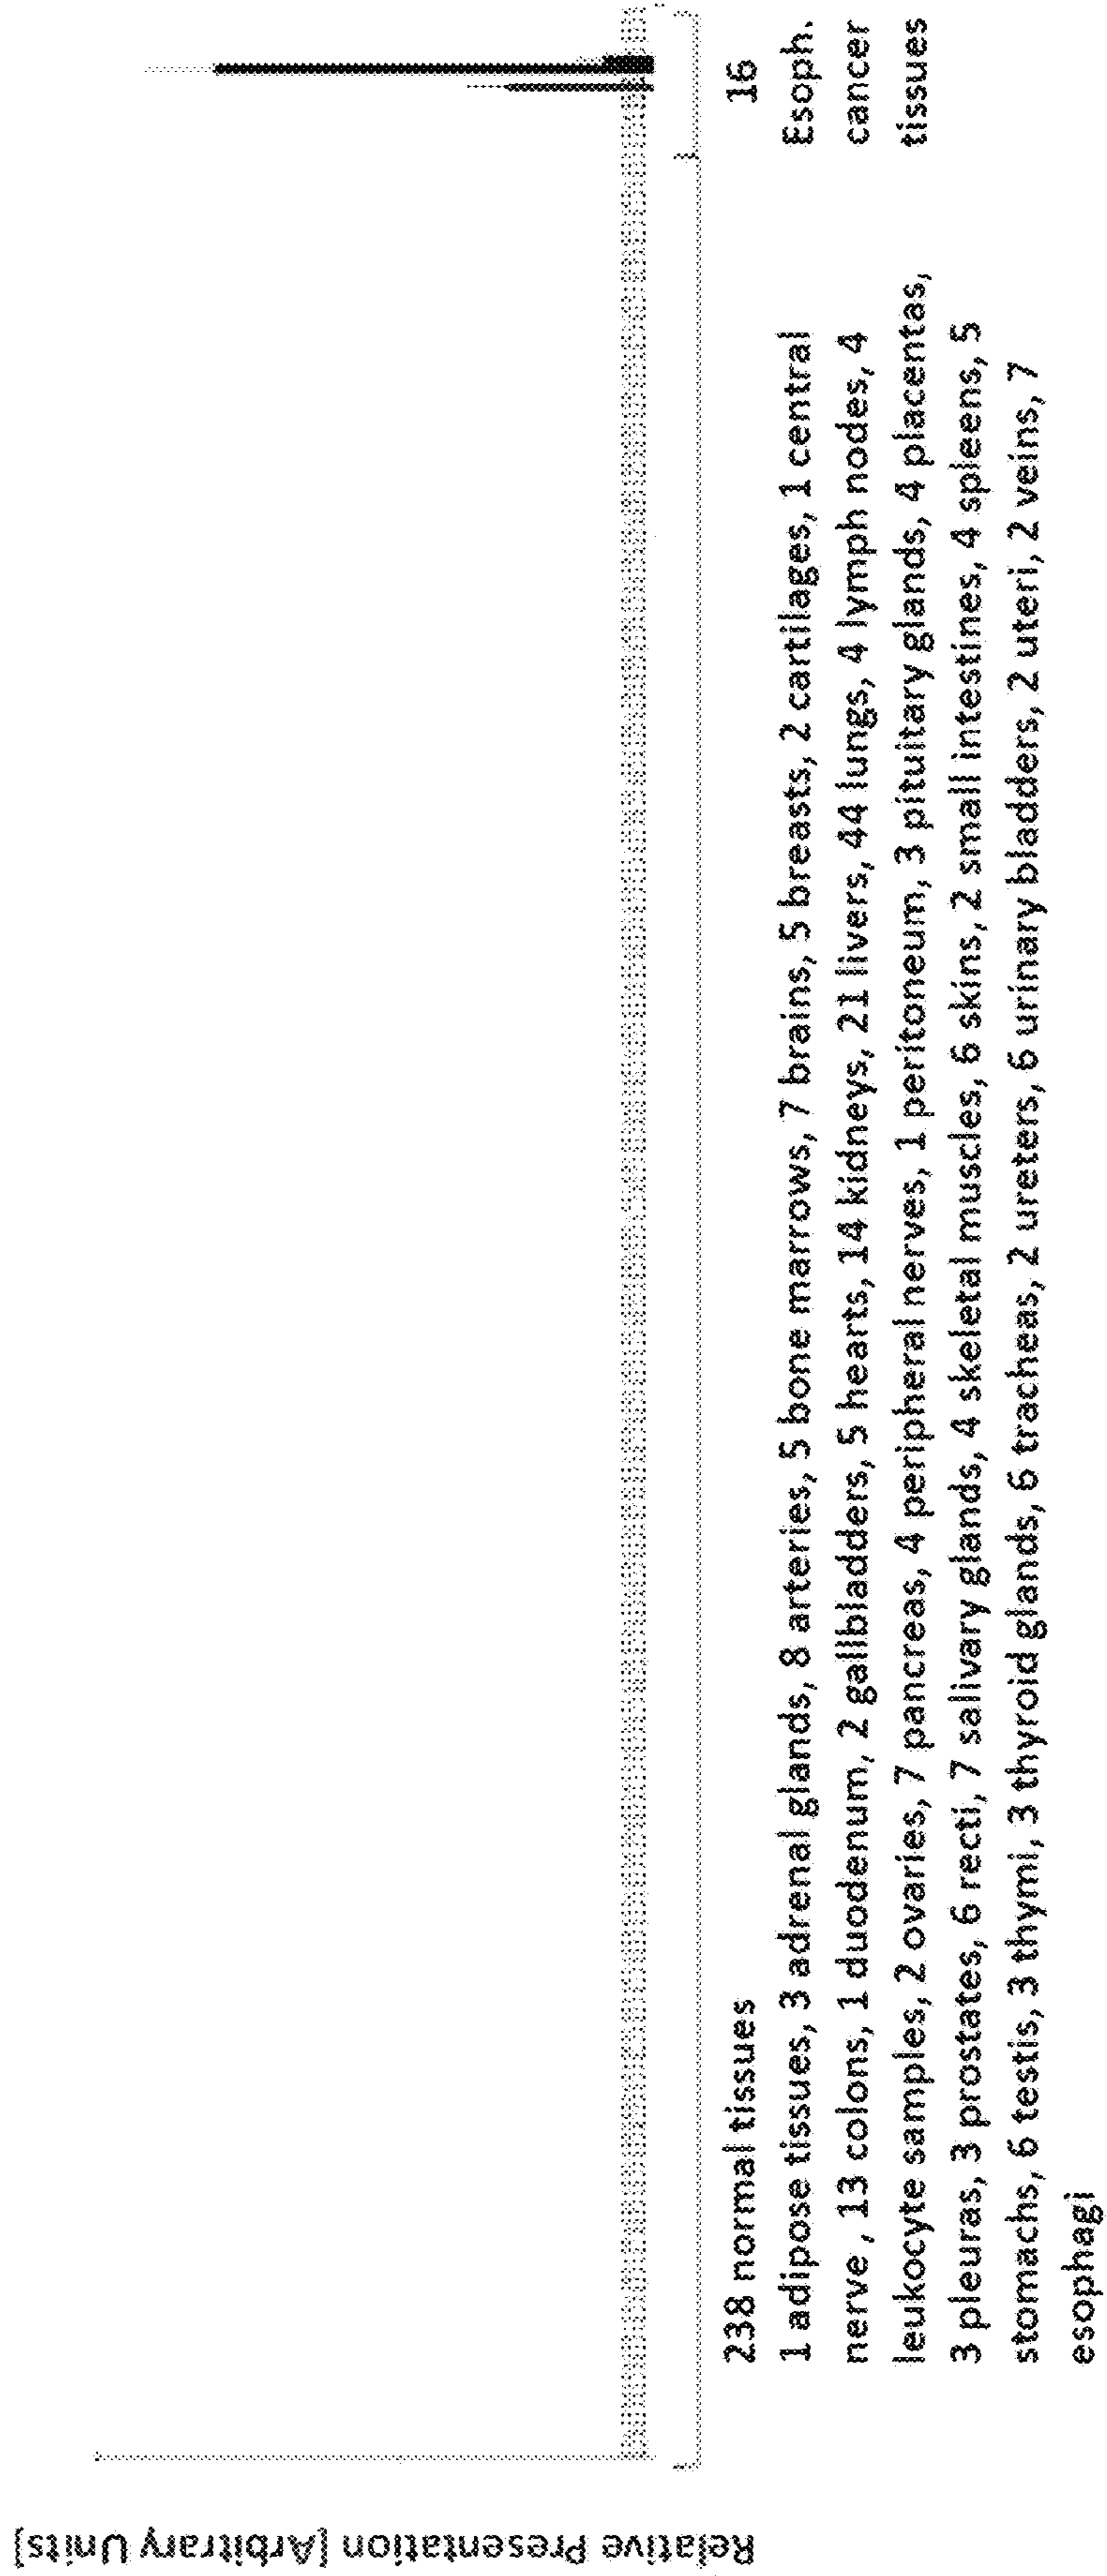 Relative Presentation [Arbitrary Units]
238 normal tissues
1 adipose tissues, 3 adrenal glands, 8 arteries, 5 bone marrows, 7 brains, 5 breasts, 2 cartilages, 1 central
nerve , 13 colons, 1 duodenum, 2 gallbladders, 5 hearts, 14 kidneys, 21 livers, 44 lungs, 4 lymph nodes, 4
leukocyte samples, 2 ovaries, 7 pancreas, 4 peripheral nerves, 1 peritoneum, 3 pituitary glands, 4 placentas,
3 pleuras, 3 prostates, 6 recti, 7 salivary glands, 4 skeletal muscles, 6 skins, 2 small intestines, 4 spleens, 5
stomachs, 6 testis, 3 thymi, 3 thyroid glands, 6 tracheas, 2 ureters, 6 urinary bladders, 2 uteri, 2 veins, 7
esophagi
16
Esoph.
cancer
tissues